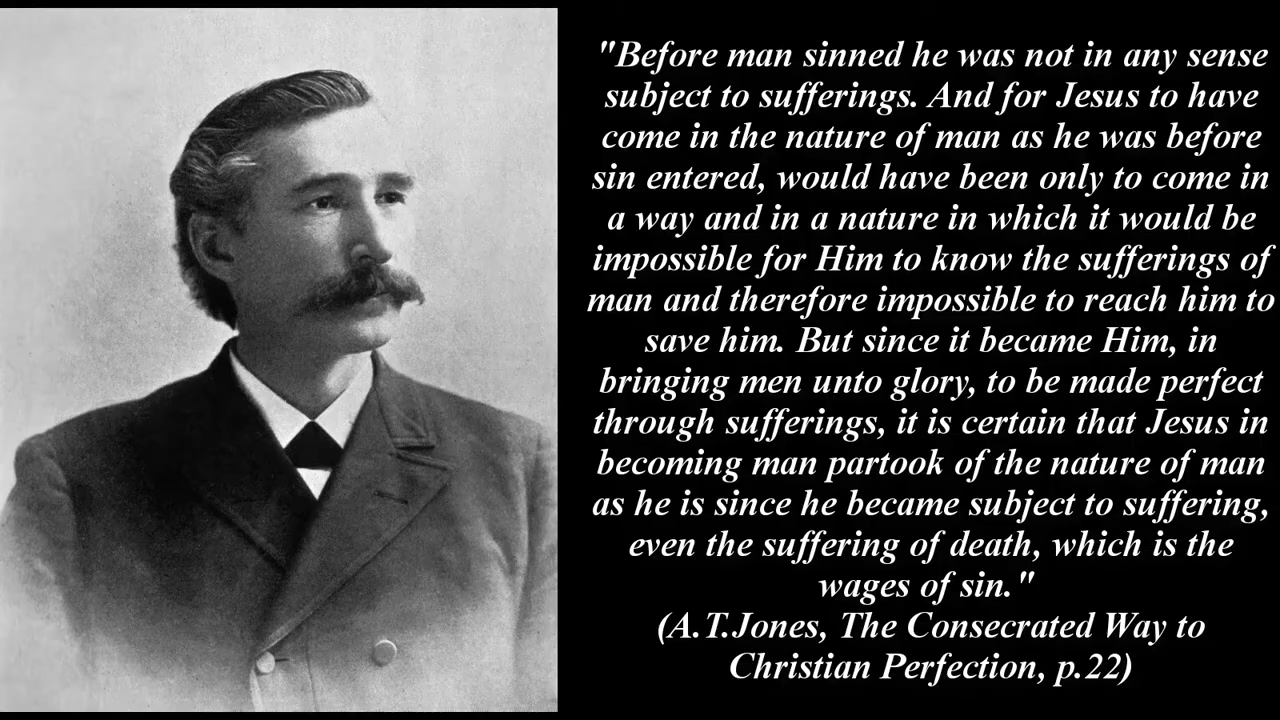 "Before man sinned he was not in any sense
subject to sufferings. And for Jesus to have
come in the nature of man as he was before
sin entered, would have been only to come in
a way and in a nature in which it would be
impossible for Him to know the sufferings of
man and therefore impossible to reach him to
save him. But since it became Him, in
bringing men unto glory, to be made perfect
through sufferings, it is certain that Jesus in
becoming man partook of the nature of man
as he is since he became subject to suffering,
even the suffering of death, which is the
wages of sin."
(A.T.Jones, The Consecrated Way to
Christian Perfection, p.22)